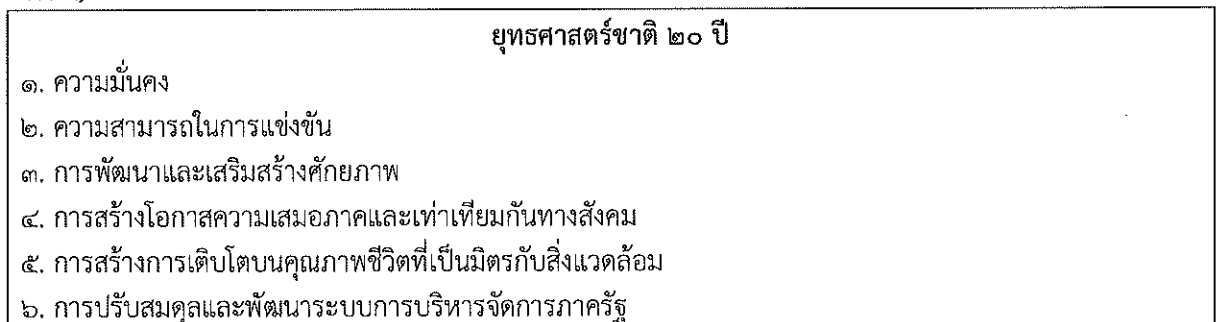 ยุทธศาสตร์ชาติ ๒๐ ปี
๑. ความมั่นคง
๒. ความสามารถในการแข่งขัน
๓. การพัฒนาและเสริมสร้างศักยภาพ
๔. การสร้างโอกาสความเสมอภาคและเท่าเทียมกันทางสังคม
๕. การสร้างการเติบโตบนคุณภาพชีวิตที่เป็นมิตรกับสิ่งแวดล้อม
๖. การปรับสมดุลและพัฒนาระบบการบริหารจัดการภาครัฐ